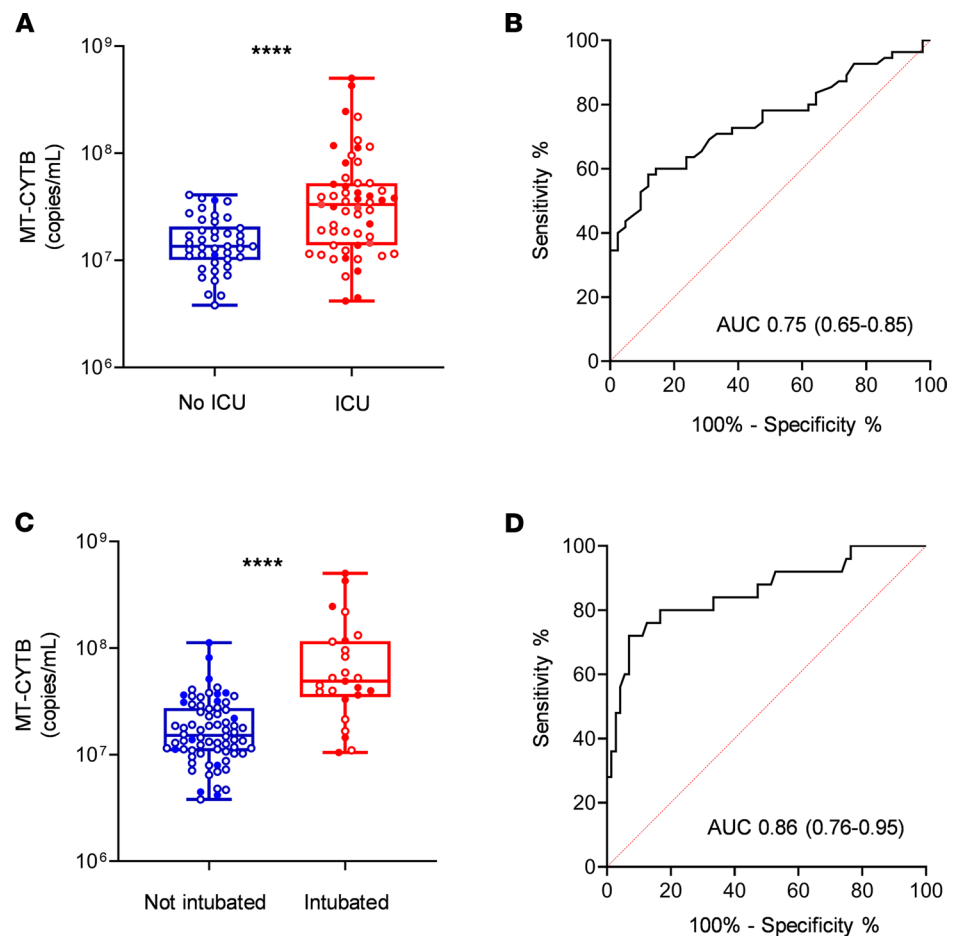 A
****
10⁹
10⁸
10⁷
10⁶
MT-CYTB
(copies/mL)
No ICU
ICU
B
100
80
60
40
20
0
Sensitivity %
AUC 0.75 (0.65-0.85)
0 20 40 60 80 100
100% - Specificity %
C
****
10⁹
10⁸
10⁷
10⁶
MT-CYTB
(copies/mL)
Not intubated
Intubated
D
100
80
60
40
20
0
Sensitivity %
AUC 0.86 (0.76-0.95)
0 20 40 60 80 100
100% - Specificity %